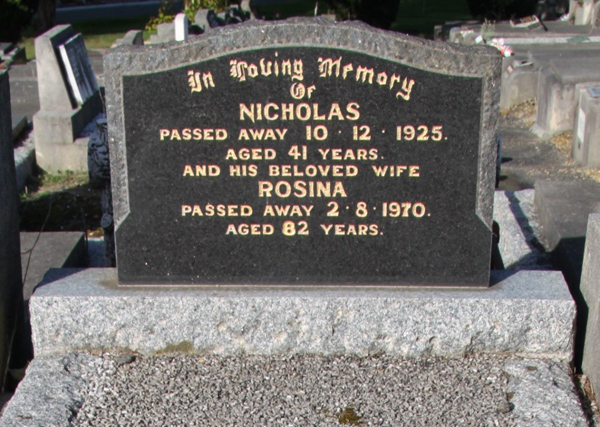 In Loving Memory
Of
NICHOLAS
PASSED AWAY 10 · 12 · 1925.
AGED 41 YEARS.
AND HIS BELOVED WIFE
ROSINA
PASSED AWAY 2 · 8 · 1970.
AGED 82 YEARS.